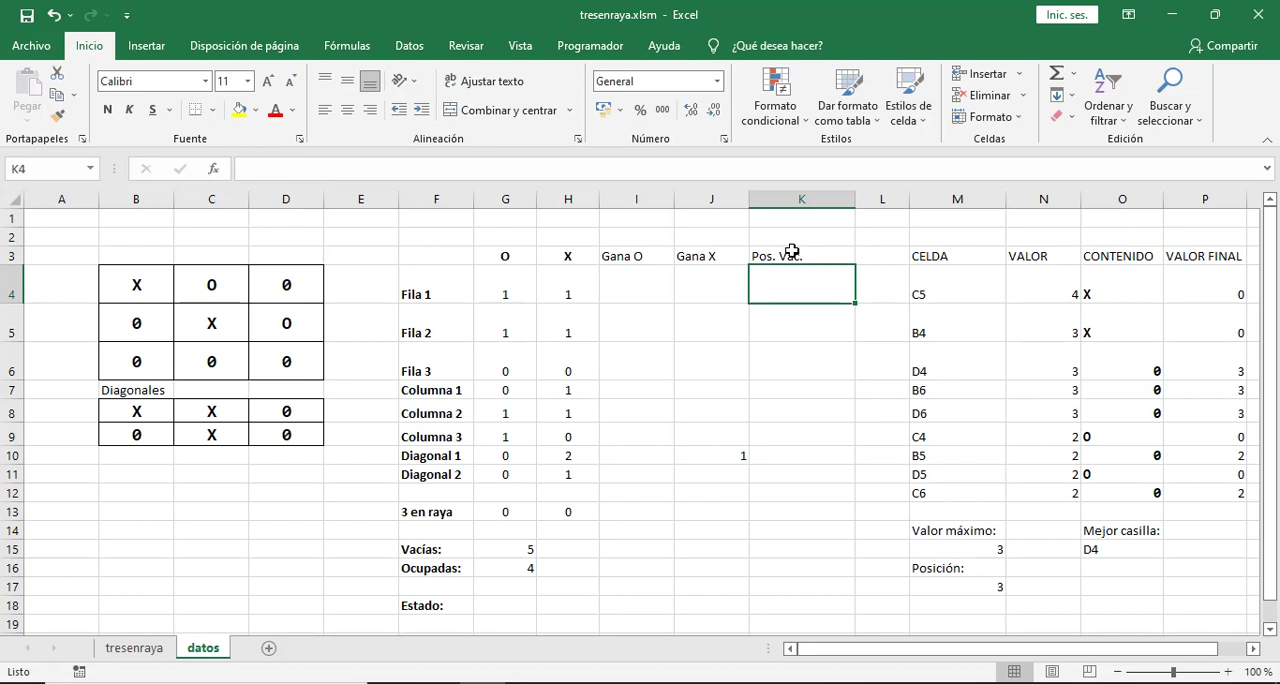 tresenraya.xlsm - Excel
Inic. ses.
Archivo Inicio Insertar Disposición de página Fórmulas Datos Revisar Vista Programador Ayuda ¿Qué desea hacer? Compartir
Pegar
Calibri 11
Ajustar texto
General
Formato condicional
Dar formato como tabla
Estilos de celda
Insertar
Eliminar
Formato
Ordenar y filtrar
Buscar y seleccionar
N K S
Combinar y centrar
% 000
Portapapeles Fuente Alineación Número Estilos Celdas Edición
K4 fx
A B C D E F G H I J K L M N O P
1
2
3 O X Gana O Gana X Pos. Vac. CELDA VALOR CONTENIDO VALOR FINAL
4 X O 0 Fila 1 1 1 C5 4 X 0
5 0 X O Fila 2 1 1 B4 3 X 0
6 0 0 0 Fila 3 0 0 D4 3 0 3
7 Diagonales Columna 1 0 1 B6 3 0 3
8 X X 0 Columna 2 1 1 D6 3 0 3
9 0 X 0 Columna 3 1 0 C4 2 O 0
10 Diagonal 1 0 2 1 B5 2 0 2
11 Diagonal 2 0 1 D5 2 O 0
12 C6 2 0 2
13 3 en raya 0 0
14 Valor máximo: Mejor casilla:
15 Vacías: 5 3 D4
16 Ocupadas: 4 Posición:
17 3
18 Estado:
19
tresenraya datos
Listo 100 %